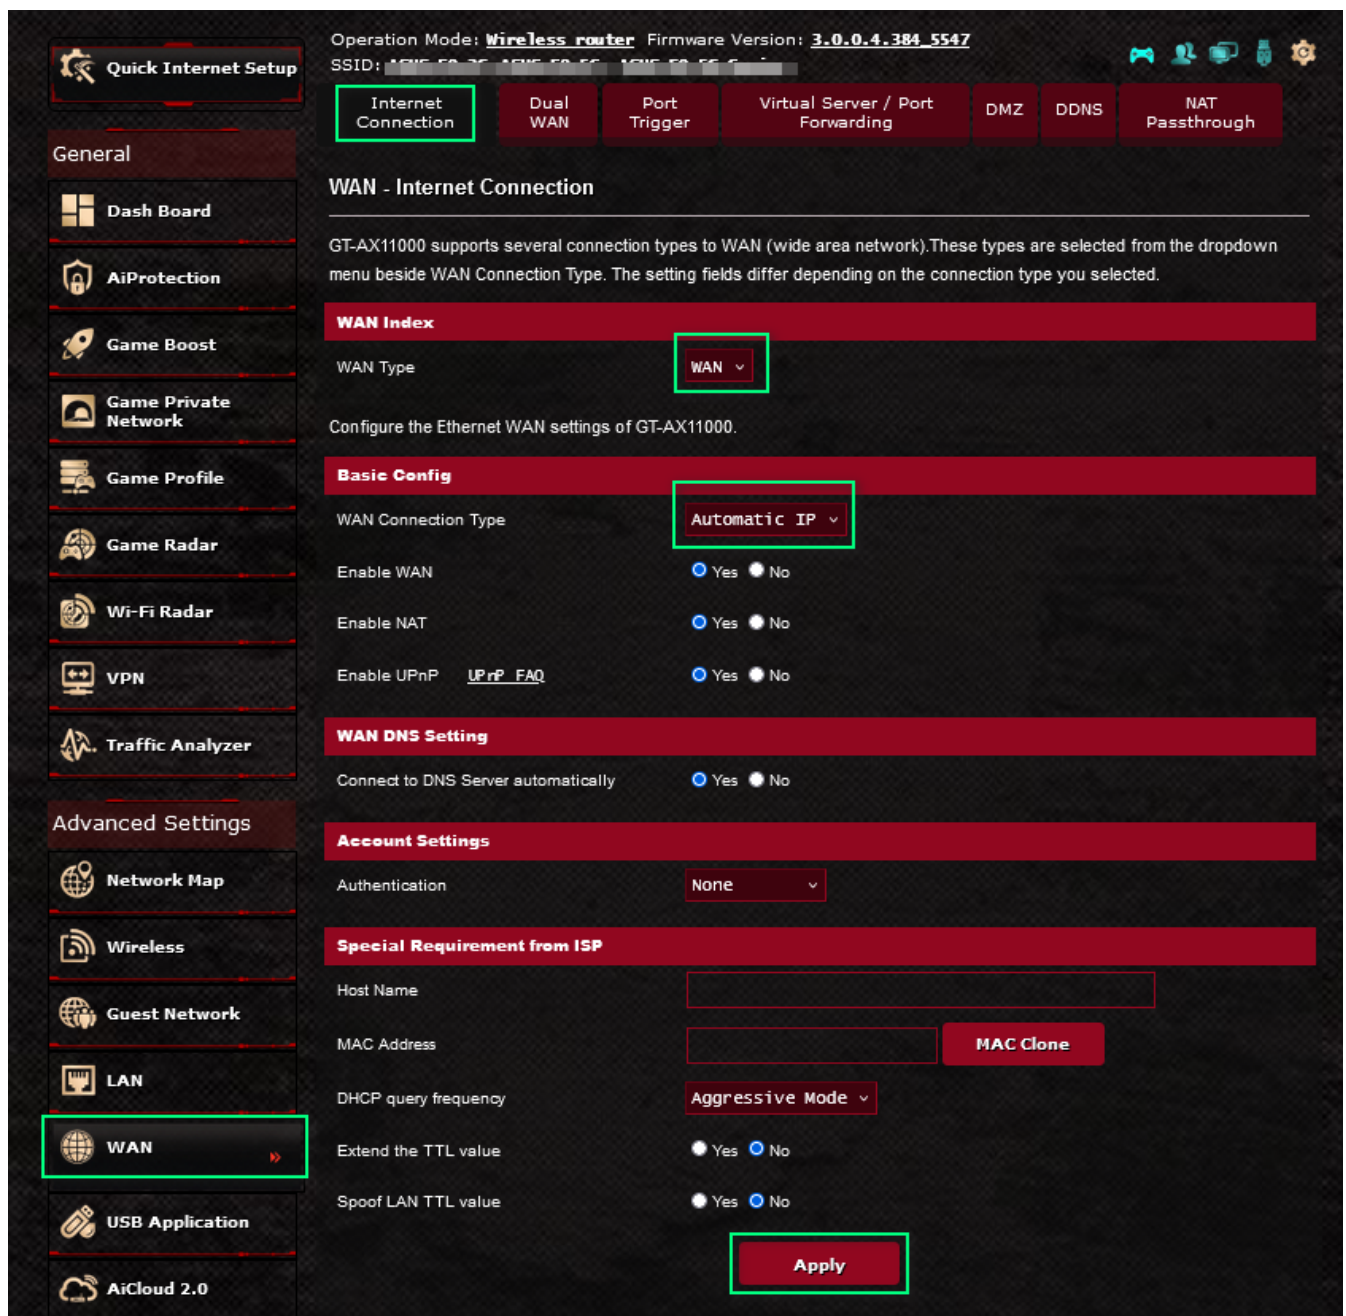 Quick Internet Setup
General
Dash Board
AiProtection
Game Boost
Game Private
Network
Game Profile
Game Radar
Wi-Fi Radar
VPN
Traffic Analyzer
Advanced Settings
Network Map
Wireless
Guest Network
LAN
WAN
USB Application
AiCloud 2.0
Operation Mode: Wireless router Firmware Version: 3.0.0.4.384_5547
SSID:
Internet
Connection
Dual
WAN
Port
Trigger
Virtual Server / Port
Forwarding
DMZ
DDNS
NAT
Passthrough
WAN - Internet Connection
GT-AX11000 supports several connection types to WAN (wide area network).These types are selected from the dropdown
menu beside WAN Connection Type. The setting fields differ depending on the connection type you selected.
WAN Index
WAN Type WAN
Configure the Ethernet WAN settings of GT-AX11000.
Basic Config
WAN Connection Type Automatic IP
Enable WAN Yes No
Enable NAT Yes No
Enable UPnP UPnP FAQ Yes No
WAN DNS Setting
Connect to DNS Server automatically Yes No
Account Settings
Authentication None
Special Requirement from ISP
Host Name
MAC Address MAC Clone
DHCP query frequency Aggressive Mode
Extend the TTL value Yes No
Spoof LAN TTL value Yes No
Apply